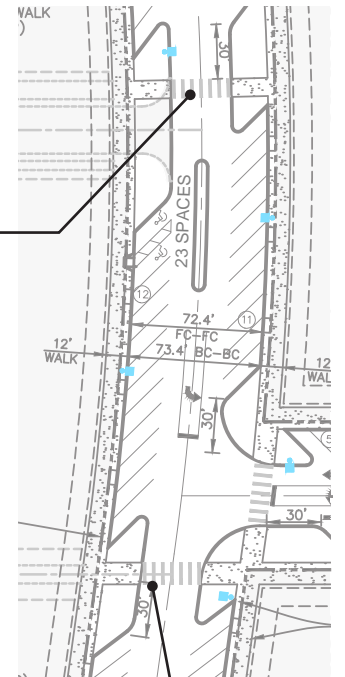 WALK
)
30'
23 SPACES
12
11
72.4'
FC-FC
73.4' BC-BC
12'
WALK
12
WAL
30'
5
30'
30'